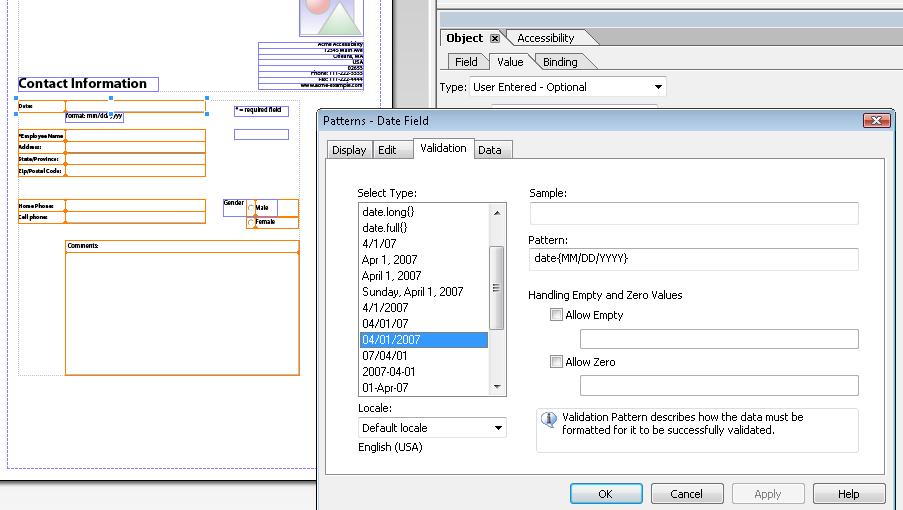 Acme Accessibility
12345 Main Ave
Orleans, WA
USA
02655
Phone: 111-222-3333
Fax: 111-222-4444
www.acme-example.com
Contact Information
Date:
format: mm/dd/yyyy
* = required field
*Employee Name
Address:
State/Province:
Zip/Postal Code:
Home Phone:
Cell phone:
Gender
Male
Female
Comments:
Object
Accessibility
Field
Value
Binding
Type:
User Entered - Optional
Patterns - Date Field
Display
Edit
Validation
Data
Select Type:
date.long{}
date.full{}
4/1/07
Apr 1, 2007
April 1, 2007
Sunday, April 1, 2007
4/1/2007
04/01/07
04/01/2007
07/04/01
2007-04-01
01-Apr-07
Locale:
Default locale
English (USA)
Sample:
Pattern:
date{MM/DD/YYYY}
Handling Empty and Zero Values
Allow Empty
Allow Zero
Validation Pattern describes how the data must be
formatted for it to be successfully validated.
OK
Cancel
Apply
Help